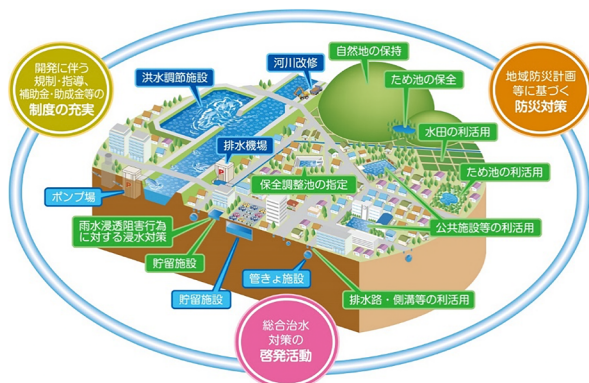 開発に伴う
規制・指導、
補助金・助成金等の
制度の充実
洪水調節施設
河川改修
自然地の保持
ため池の保全
地域防災計画
等に基づく
防災対策
水田の利活用
排水機場
P
保全調整池の指定
ため池の利活用
ポンプ場
雨水浸透阻害行為
に対する浸水対策
公共施設等の利活用
貯留施設
貯留施設
管きょ施設
排水路・側溝等の利活用
総合治水
対策の
啓発活動